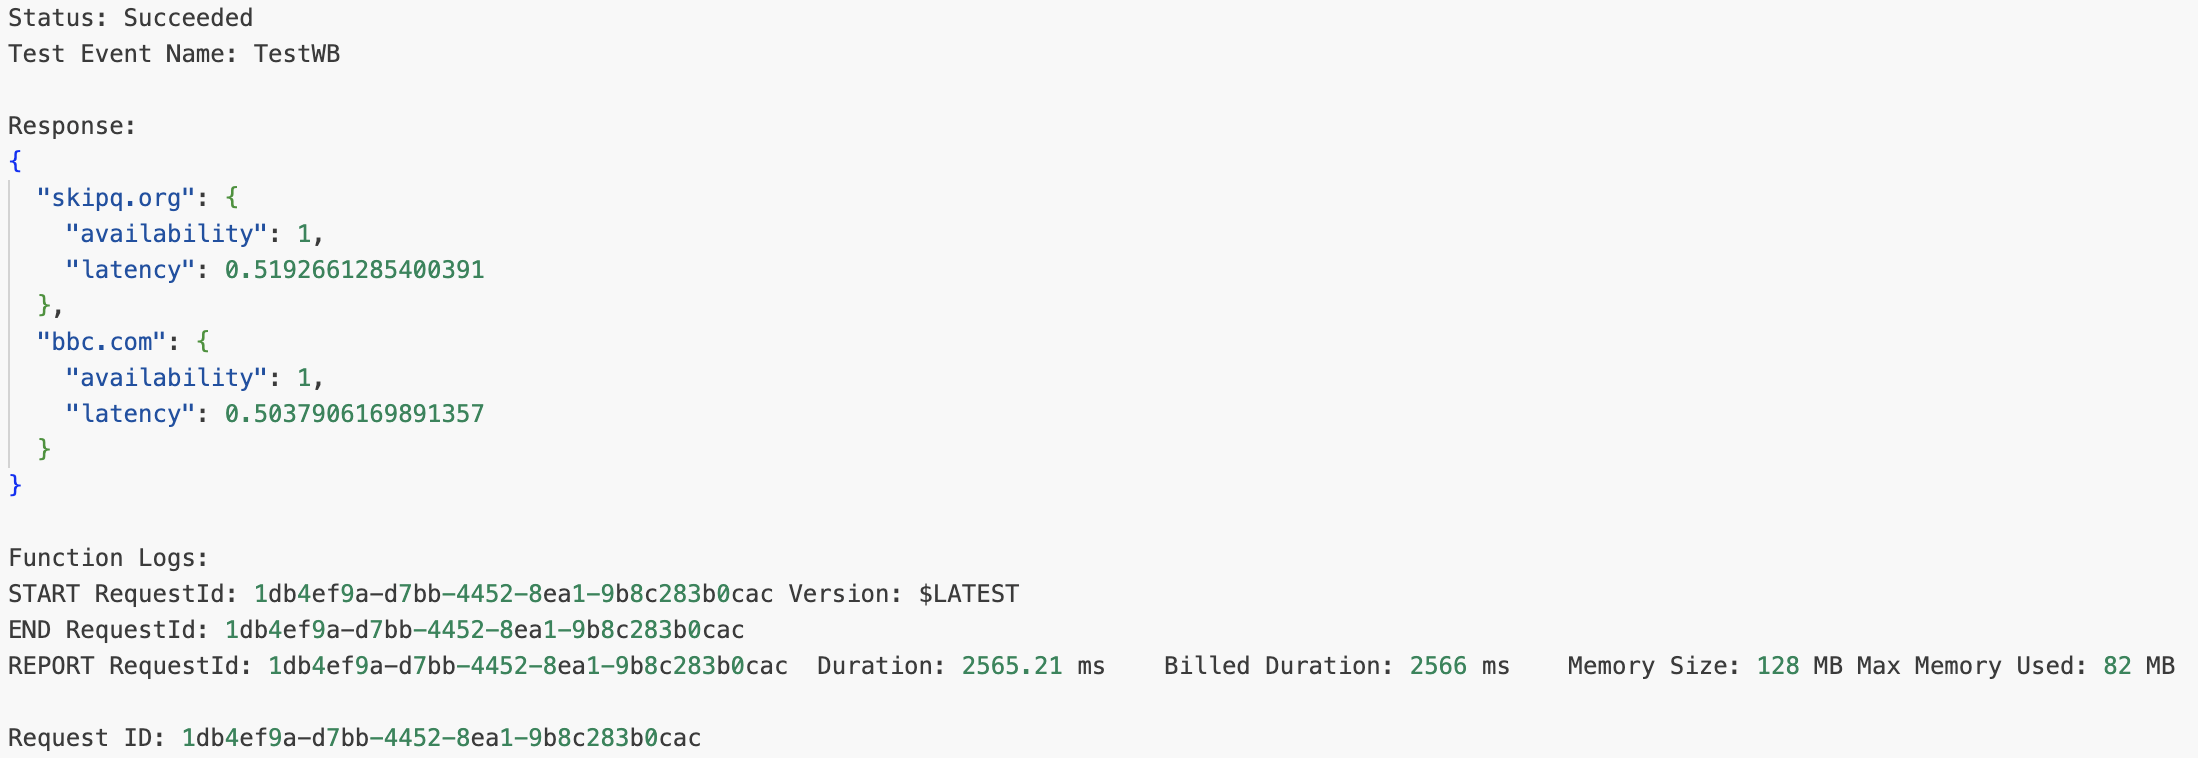 Status: Succeeded
Test Event Name: TestWB
Response:
{
  "skipq.org": {
    "availability": 1,
    "latency": 0.5192661285400391
  },
  "bbc.com": {
    "availability": 1,
    "latency": 0.5037906169891357
  }
}
Function Logs:
START RequestId: 1db4ef9a-d7bb-4452-8ea1-9b8c283b0cac Version: $LATEST
END RequestId: 1db4ef9a-d7bb-4452-8ea1-9b8c283b0cac
REPORT RequestId: 1db4ef9a-d7bb-4452-8ea1-9b8c283b0cac  Duration: 2565.21 ms    Billed Duration: 2566 ms    Memory Size: 128 MB Max Memory Used: 82 MB
Request ID: 1db4ef9a-d7bb-4452-8ea1-9b8c283b0cac